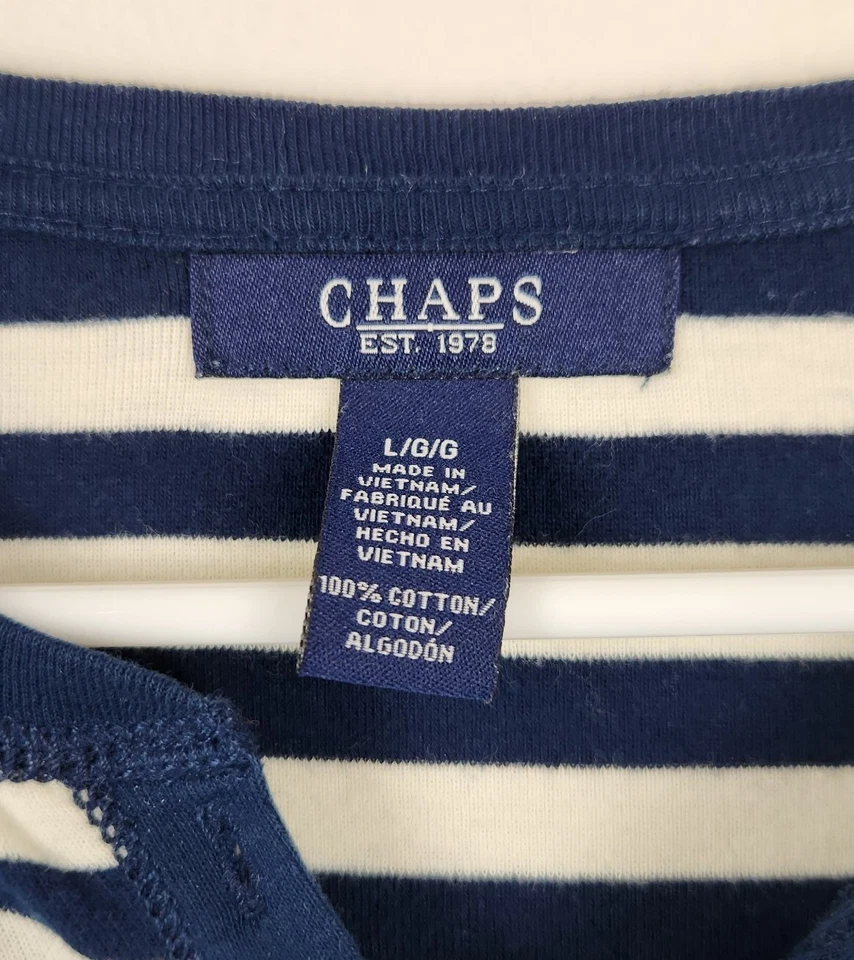 CHAPS
EST. 1978
L/G/G
MADE IN
VIETNAM/
FABRIQUÉ AU
VIETNAM/
HECHO EN
VIETNAM
100% COTTON/
COTON/
ALGODÓN